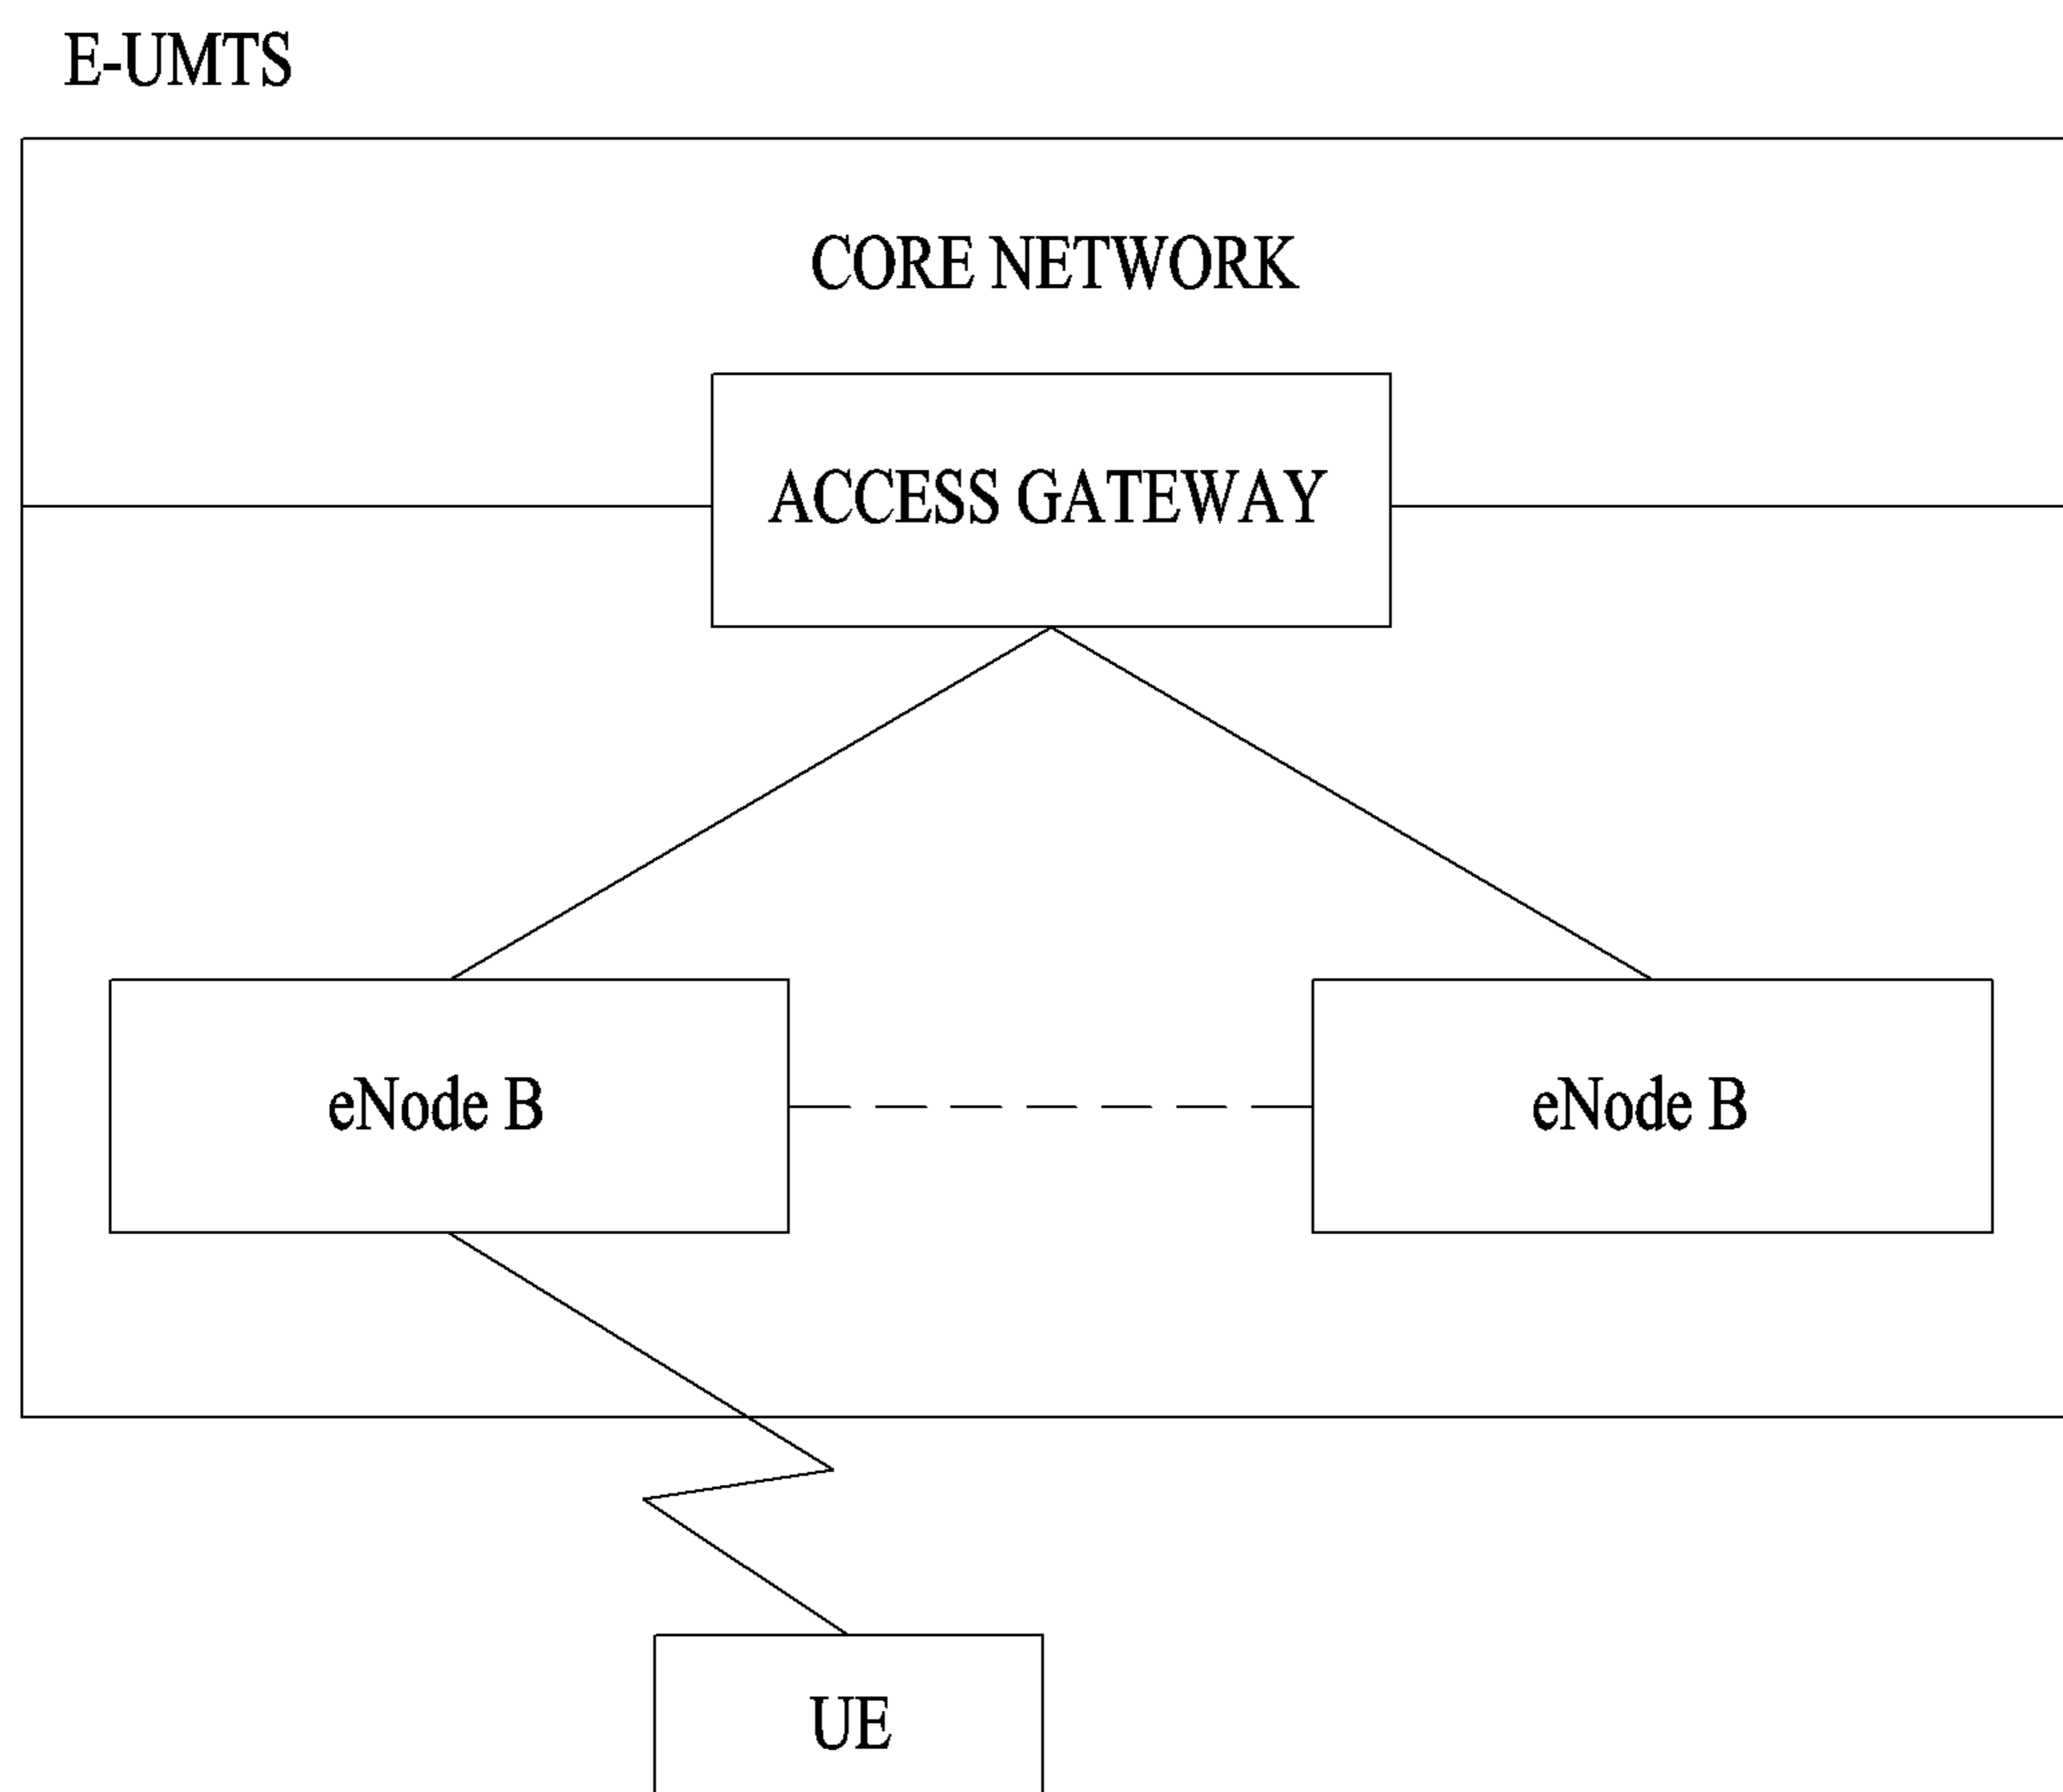 E-UMTS
CORE NETWORK
ACCESS GATEWAY
eNode B
eNode B
UE